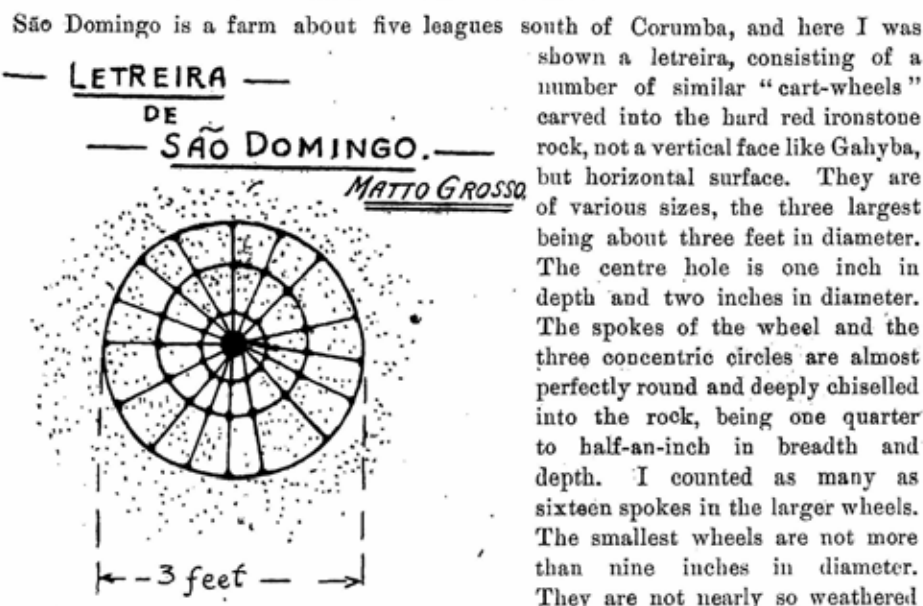 São Domingo is a farm about five leagues south of Corumba, and here I was
— LETREIRA —
DE
— SÃO DOMINGO. —
MATTO GROSSO.
3 feet
shown a letreira, consisting of a
number of similar “cart-wheels”
carved into the hard red ironstone
rock, not a vertical face like Gahyba,
but horizontal surface. They are
of various sizes, the three largest
being about three feet in diameter.
The centre hole is one inch in
depth and two inches in diameter.
The spokes of the wheel and the
three concentric circles are almost
perfectly round and deeply chiselled
into the rock, being one quarter
to half-an-inch in breadth and
depth. I counted as many as
sixteen spokes in the larger wheels.
The smallest wheels are not more
than nine inches in diameter.
They are not nearly so weathered